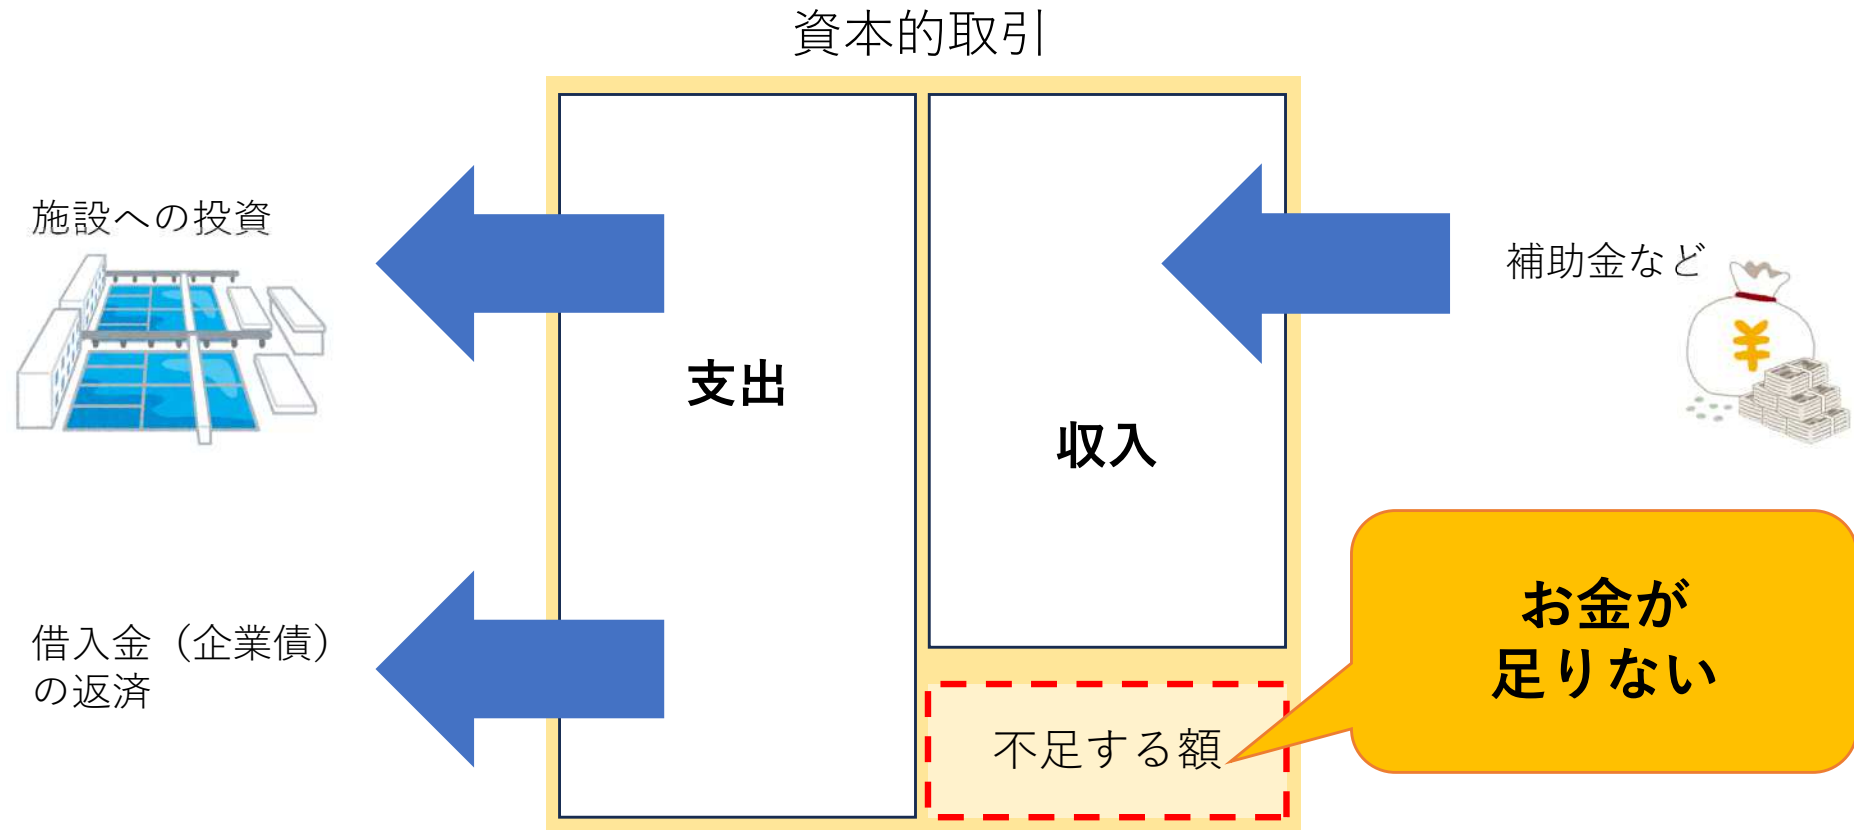 資本的取引
施設への投資
支出
収入
補助金など
¥
借入金（企業債）
の返済
不足する額
お金が
足りない